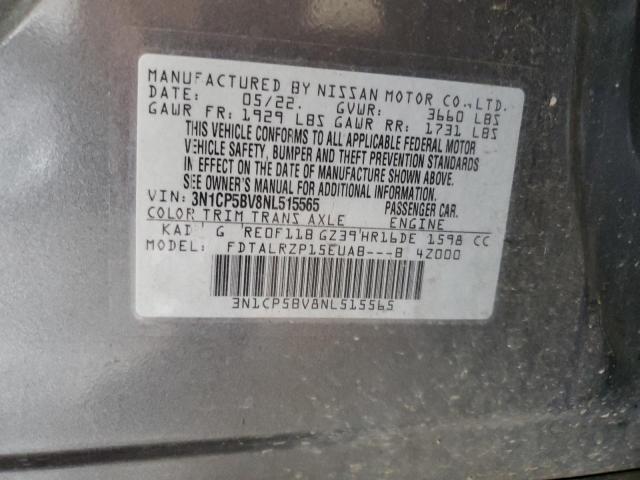 MANUFACTURED BY NISSAN MOTOR CO.,LTD.
DATE: 05/22. GVWR: 3660 LBS
GAWR FR: 1929 LBS GAWR RR: 1731 LBS
THIS VEHICLE CONFORMS TO ALL APPLICABLE FEDERAL MOTOR
VEHICLE SAFETY, BUMPER AND THEFT PREVENTION STANDARDS
IN EFFECT ON THE DATE OF MANUFACTURE SHOWN ABOVE.
SEE OWNER'S MANUAL FOR ADDITIONAL INFORMATION.
VIN: 3N1CP5BV8NL515565 PASSENGER CAR.
COLOR TRIM TRANS AXLE ENGINE
KAD G RE0F11B GZ39 HR16DE 1598 CC
MODEL: FDTALRZP15EUAB---B 4Z000
3N1CP5BV8NL515565